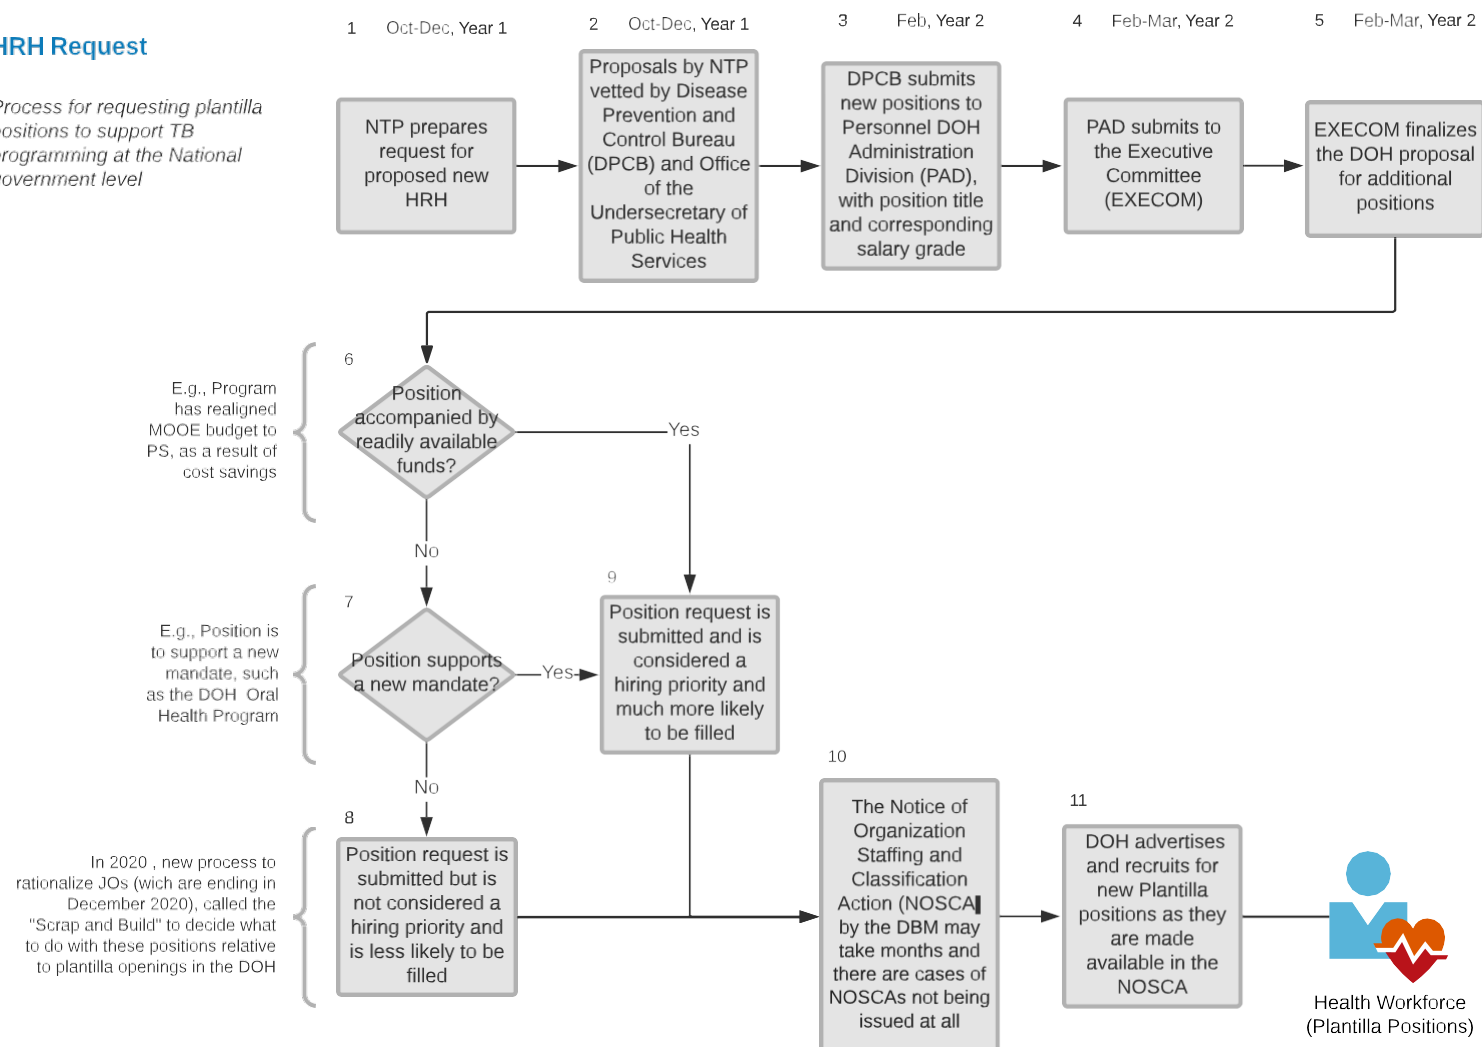 HRH Request
Process for requesting plantilla
positions to support TB
programming at the National
government level
1 Oct-Dec, Year 1
NTP prepares
request for
proposed new
HRH
2 Oct-Dec, Year 1
Proposals by NTP
vetted by Disease
Prevention and
Control Bureau
(DPCB) and Office
of the
Undersecretary of
Public Health
Services
3 Feb, Year 2
DPCB submits
new positions to
Personnel DOH
Administration
Division (PAD),
with position title
and corresponding
salary grade
4 Feb-Mar, Year 2
PAD submits to
the Executive
Committee
(EXECOM)
5 Feb-Mar, Year 2
EXECOM finalizes
the DOH proposal
for additional
positions
E.g., Program
has realigned
MOOE budget to
PS, as a result of
cost savings
6
Position
accompanied by
readily available
funds?
Yes
No
E.g., Position is
to support a new
mandate, such
as the DOH Oral
Health Program
7
Position supports
a new mandate?
Yes
No
9
Position request is
submitted and is
considered a
hiring priority and
much more likely
to be filled
In 2020 , new process to
rationalize JOs (wich are ending in
December 2020), called the
"Scrap and Build" to decide what
to do with these positions relative
to plantilla openings in the DOH
8
Position request is
submitted but is
not considered a
hiring priority and
is less likely to be
filled
10
The Notice of
Organization
Staffing and
Classification
Action (NOSCA
by the DBM may
take months and
there are cases of
NOSCAs not being
issued at all
11
DOH advertises
and recruits for
new Plantilla
positions as they
are made
available in the
NOSCA
Health Workforce
(Plantilla Positions)